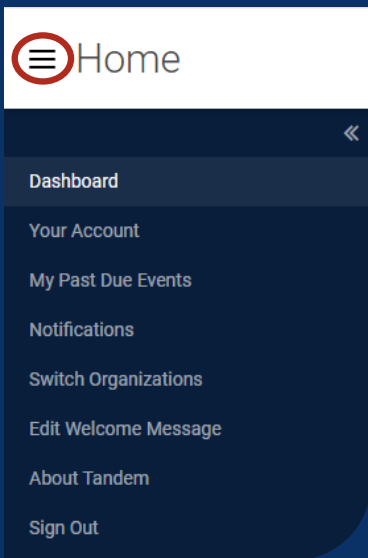 Home
Dashboard
Your Account
My Past Due Events
Notifications
Switch Organizations
Edit Welcome Message
About Tandem
Sign Out